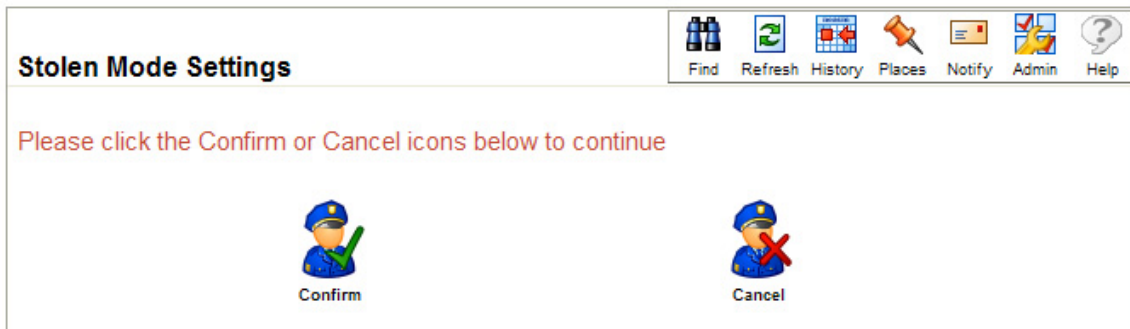 Stolen Mode Settings
Find Refresh History Places Notify Admin Help
Please click the Confirm or Cancel icons below to continue
Confirm Cancel